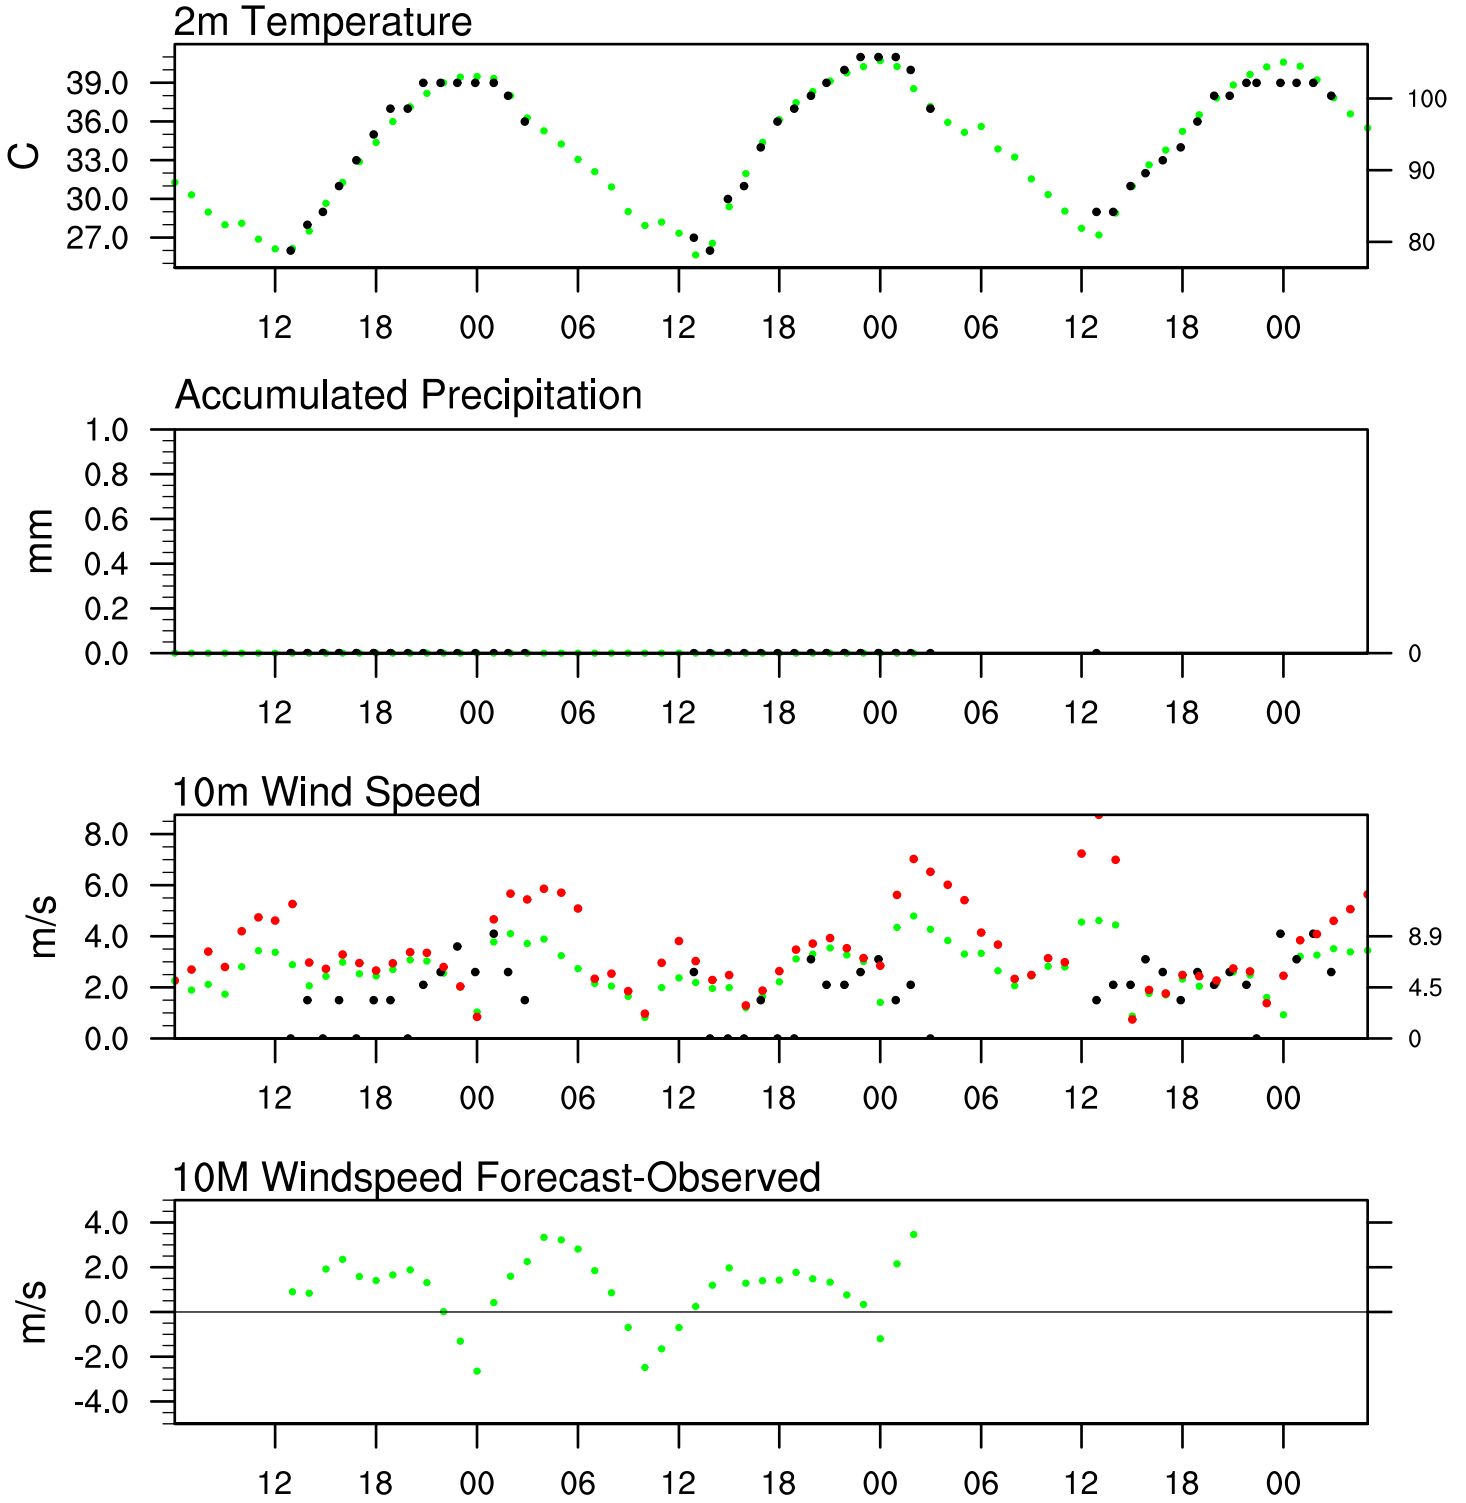 2m Temperature
39.0
36.0
33.0
30.0
27.0
C
100
90
80
12 18 00 06 12 18 00 06 12 18 00
Accumulated Precipitation
1.0
0.8
0.6
0.4
0.2
0.0
mm
0
12 18 00 06 12 18 00 06 12 18 00
10m Wind Speed
8.0
6.0
4.0
2.0
0.0
m/s
8.9
4.5
0
12 18 00 06 12 18 00 06 12 18 00
10M Windspeed Forecast-Observed
4.0
2.0
0.0
-2.0
-4.0
m/s
12 18 00 06 12 18 00 06 12 18 00